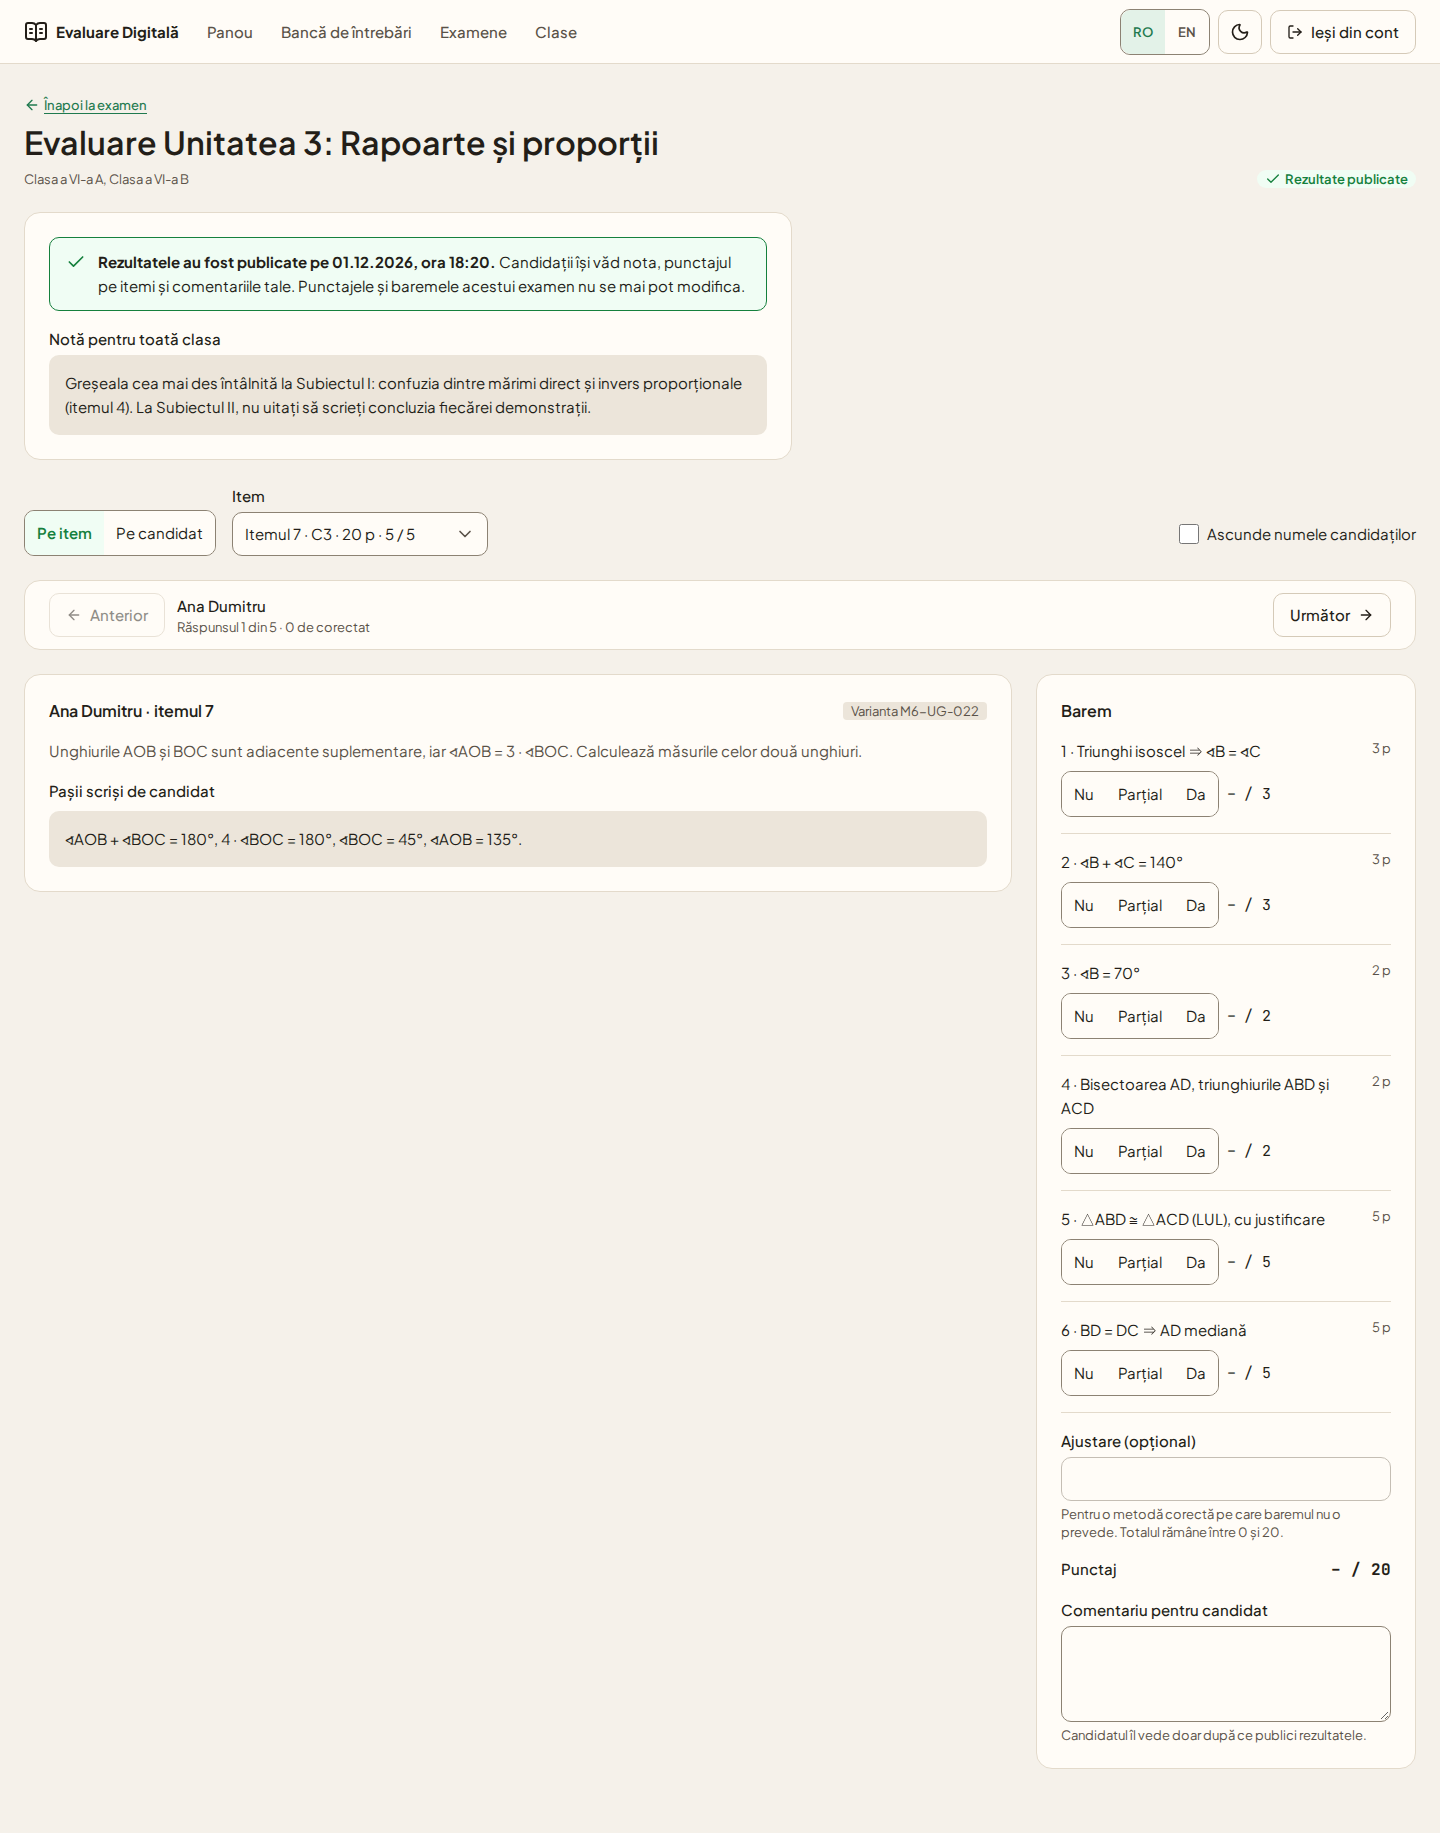 Evaluare Digitală
Panou
Bancă de întrebări
Examene
Clase
RO
EN
Ieși din cont
Înapoi la examen
Evaluare Unitatea 3: Rapoarte și proporții
Clasa a VI-a A, Clasa a VI-a B
Rezultate publicate
Rezultatele au fost publicate pe 01.12.2026, ora 18:20. Candidații își văd nota, punctajul
pe itemi și comentariile tale. Punctajele și baremele acestui examen nu se mai pot modifica.
Notă pentru toată clasa
Greșeala cea mai des întâlnită la Subiectul I: confuzia dintre mărimi direct și invers proporționale
(itemul 4). La Subiectul II, nu uitați să scrieți concluzia fiecărei demonstrații.
Item
Pe item
Pe candidat
Itemul 7 · C3 · 20 p · 5 / 5
Ascunde numele candidaților
Anterior
Ana Dumitru
Răspunsul 1 din 5 · 0 de corectat
Următor
Ana Dumitru · itemul 7
Varianta M6-UG-022
Unghiurile AOB și BOC sunt adiacente suplementare, iar ∢AOB = 3 · ∢BOC. Calculează măsurile celor două unghiuri.
Pașii scriși de candidat
∢AOB + ∢BOC = 180°, 4 · ∢BOC = 180°, ∢BOC = 45°, ∢AOB = 135°.
Barem
1 · Triunghi isoscel ⇒ ∢B = ∢C
3 p
Nu Parțial Da – / 3
2 · ∢B + ∢C = 140°
3 p
Nu Parțial Da – / 3
3 · ∢B = 70°
2 p
Nu Parțial Da – / 2
4 · Bisectoarea AD, triunghiurile ABD și
ACD
2 p
Nu Parțial Da – / 2
5 · △ABD ≅ △ACD (LUL), cu justificare
5 p
Nu Parțial Da – / 5
6 · BD = DC ⇒ AD mediană
5 p
Nu Parțial Da – / 5
Ajustare (opțional)
Pentru o metodă corectă pe care baremul nu o
prevede. Totalul rămâne între 0 și 20.
Punctaj
– / 20
Comentariu pentru candidat
Candidatul îl vede doar după ce publici rezultatele.